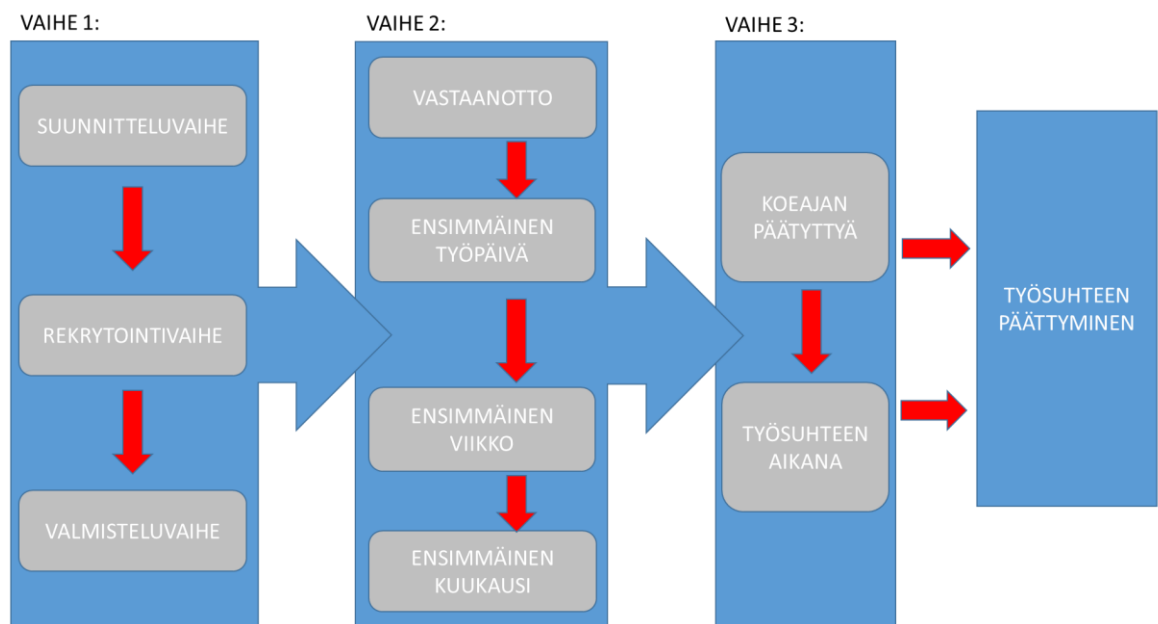 VAIHE 1:
SUUNNITTELUVAIHE
REKRYTOINTIVAIHE
VALMISTELUVAIHE
VAIHE 2:
VASTAANOTTO
ENSIMMÄINEN
TYÖPÄIVÄ
ENSIMMÄINEN
VIIKKO
ENSIMMÄINEN
KUUKAUSI
VAIHE 3:
KOEAJAN
PÄÄTYTTYÄ
TYÖSUHTEEN
AIKANA
TYÖSUHTEEN
PÄÄTTYMINEN